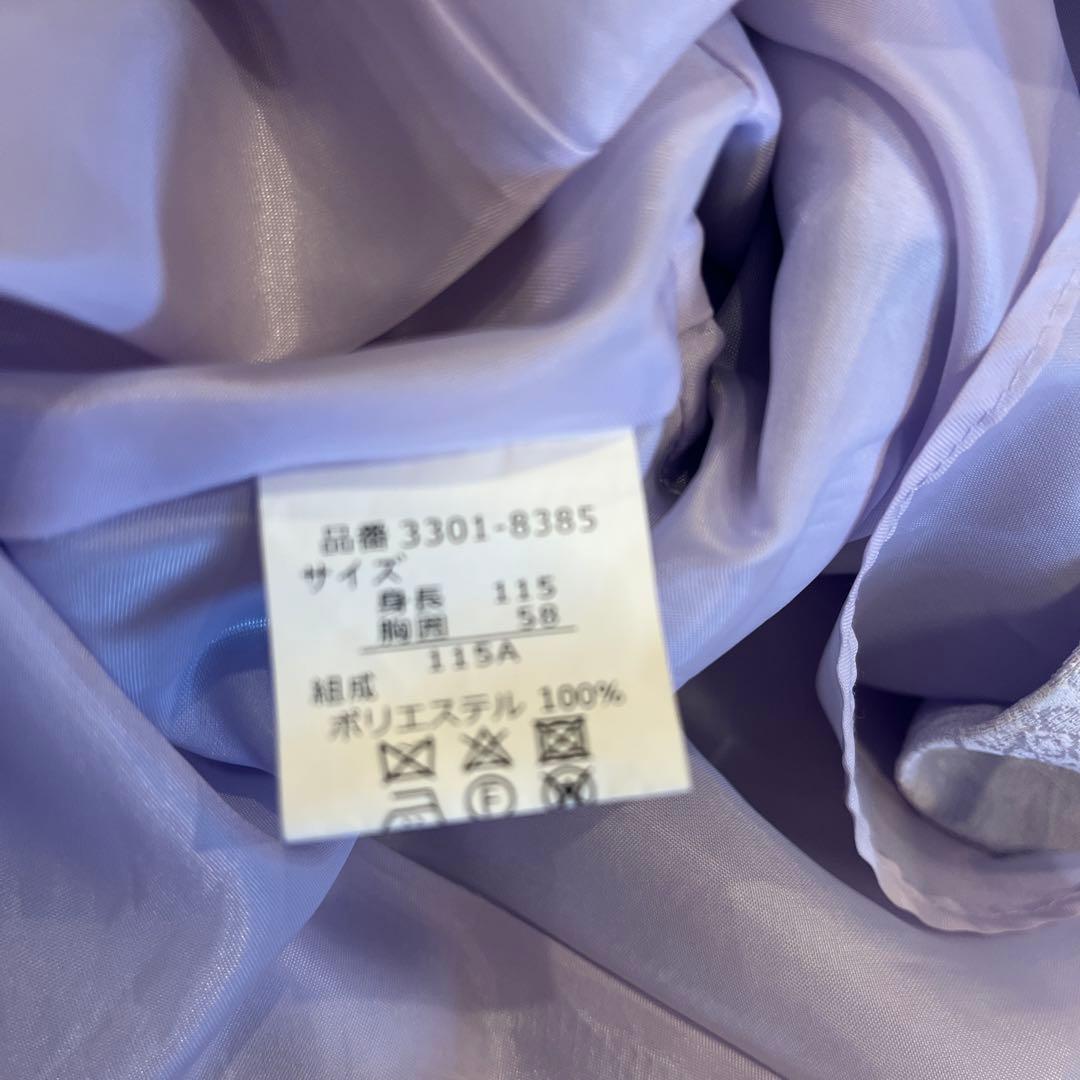 品番 3301-8385
サイズ
身長 115
胸囲 58
115A
組成
ポリエステル 100%
F